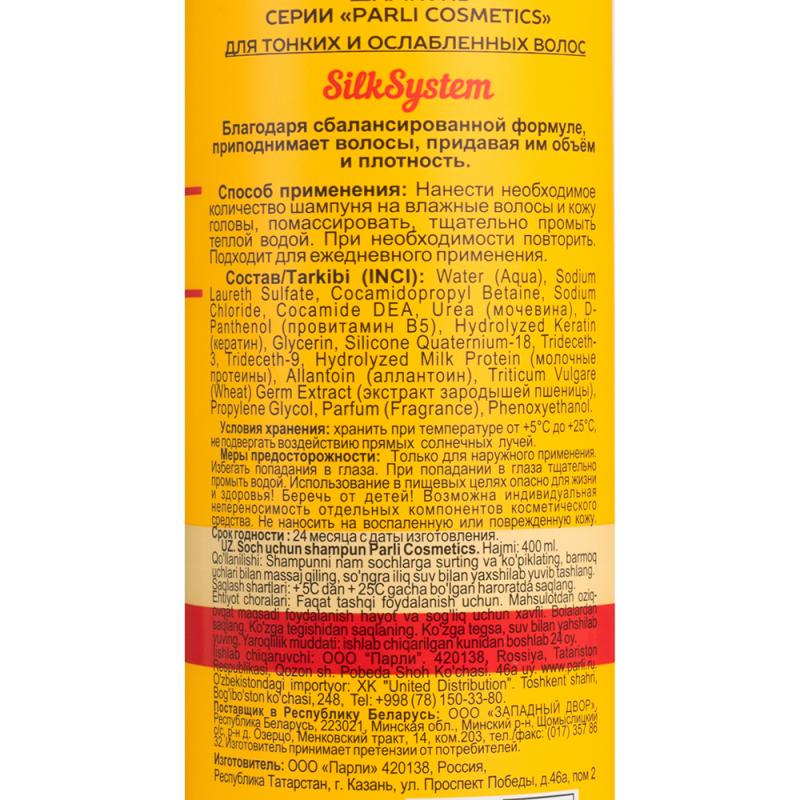 СЕРИИ «PARLI COSMETICS»
ДЛЯ ТОНКИХ И ОСЛАБЛЕННЫХ ВОЛОС
SilkSystem
Благодаря сбалансированной формуле,
приподнимает волосы, придавая им объём
и плотность.
Способ применения: Нанести необходимое
количество шампуня на влажные волосы и кожу
головы, помассировать, тщательно промыть
теплой водой. При необходимости повторить.
Подходит для ежедневного применения.
Состав/Tarkibi (INCI): Water (Aqua), Sodium
Laureth Sulfate, Cocamidopropyl Betaine, Sodium
Chloride, Cocamide DEA, Urea (мочевина), D-
Panthenol (провитамин B5), Hydrolyzed Keratin
(кератин), Glycerin, Silicone Quaternium-18, Trideceth-
3, Trideceth-9, Hydrolyzed Milk Protein (молочные
протеины), Allantoin (аллантоин), Triticum Vulgare
(Wheat) Germ Extract (экстракт зародышей пшеницы),
Propylene Glycol, Parfum (Fragrance), Phenoxyethanol.
Условия хранения: хранить при температуре от +5°С до +25°С,
не подвергать воздействию прямых солнечных лучей.
Меры предосторожности: Только для наружного применения.
Избегать попадания в глаза. При попадании в глаза тщательно
промыть водой. Использование в пищевых целях опасно для жизни
и здоровья! Беречь от детей! Возможна индивидуальная
непереносимость отдельных компонентов косметического
средства. Не наносить на воспаленную или поврежденную кожу.
Срок годности: 24 месяца с даты изготовления.
UZ. Soch uchun shampun Parli Cosmetics. Hajmi: 400 ml.
Qo'llanilishi: Shampunni nam sochlarga surting va ko'piklating, barmoq
uchlari bilan massaj qiling, so'ngra iliq suv bilan yaxshilab yuvib tashlang.
Saqlash shartlari: +5C dan + 25C gacha bo'lgan haroratda saqlang.
Ehtiyot choralari: Faqat tashqi foydalanish uchun. Mahsulotdan oziq-
ovqat maqsadi foydalanish hayot va sog'liq uchun xavfli. Bolalardan
saqlang. Ko'zga tegishidan saqlaning. Ko'zga tegsa, suv bilan yahshilab
yuving. Yaroqlilik muddati: ishlab chiqarilgan kunidan boshlab 24 oy.
Ishlab chiqaruvchi: ООО "Парли" 420138, Rossiya, Tatariston
Respublikasi, Qozon sh. Pobeda Shoh Ko'chasi. 46a uy. www.parli.ru.
O'zbekistondagi importyor: XK "United Distribution". Toshkent shahri,
Bog'iboston ko'chasi, 248, Tel: +998 (78) 150-33-80.
Поставщик в Республику Беларусь: ООО «ЗАПАДНЫЙ ДВОР»,
Республика Беларусь, 223021, Минская обл., Минский р-н, Щомыслицкий
с/с, р-н д. Озерцо, Менковский тракт, 14, ком.203, тел./факс: (017) 357 86
32. Изготовитель принимает претензии от потребителей.
Изготовитель: ООО «Парли» 420138, Россия,
Республика Татарстан, г. Казань, ул. Проспект Победы, д.46а, пом 2